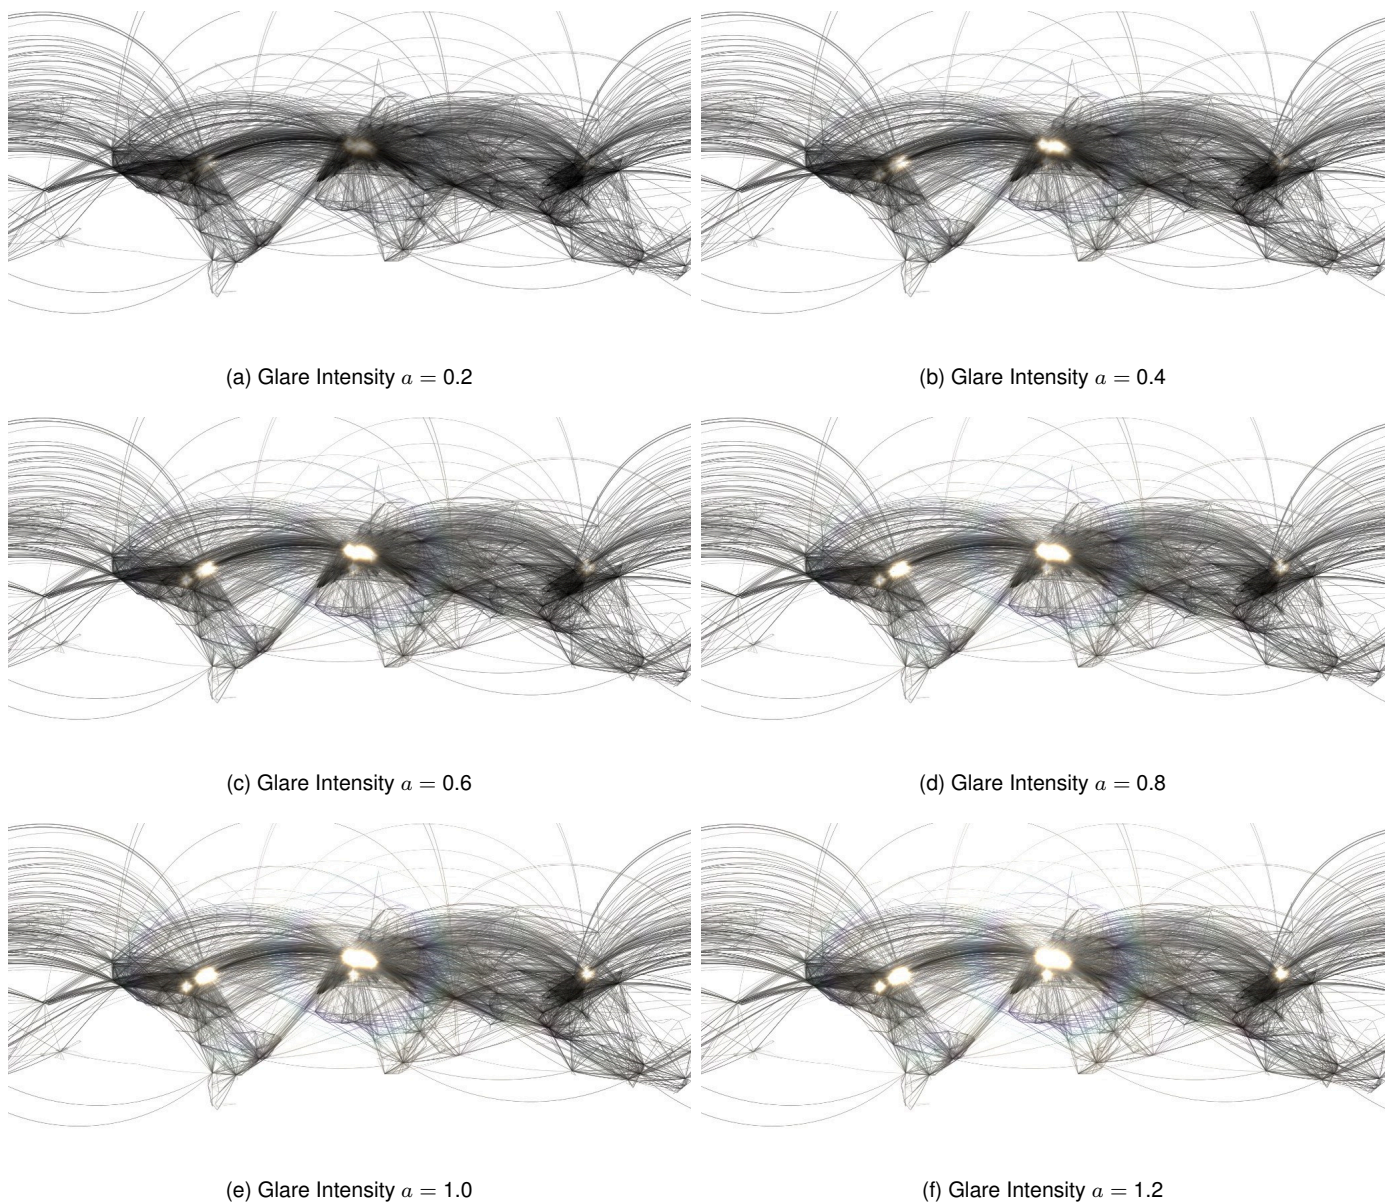 (a) Glare Intensity a = 0.2
(b) Glare Intensity a = 0.4
(c) Glare Intensity a = 0.6
(d) Glare Intensity a = 0.8
(e) Glare Intensity a = 1.0
(f) Glare Intensity a = 1.2